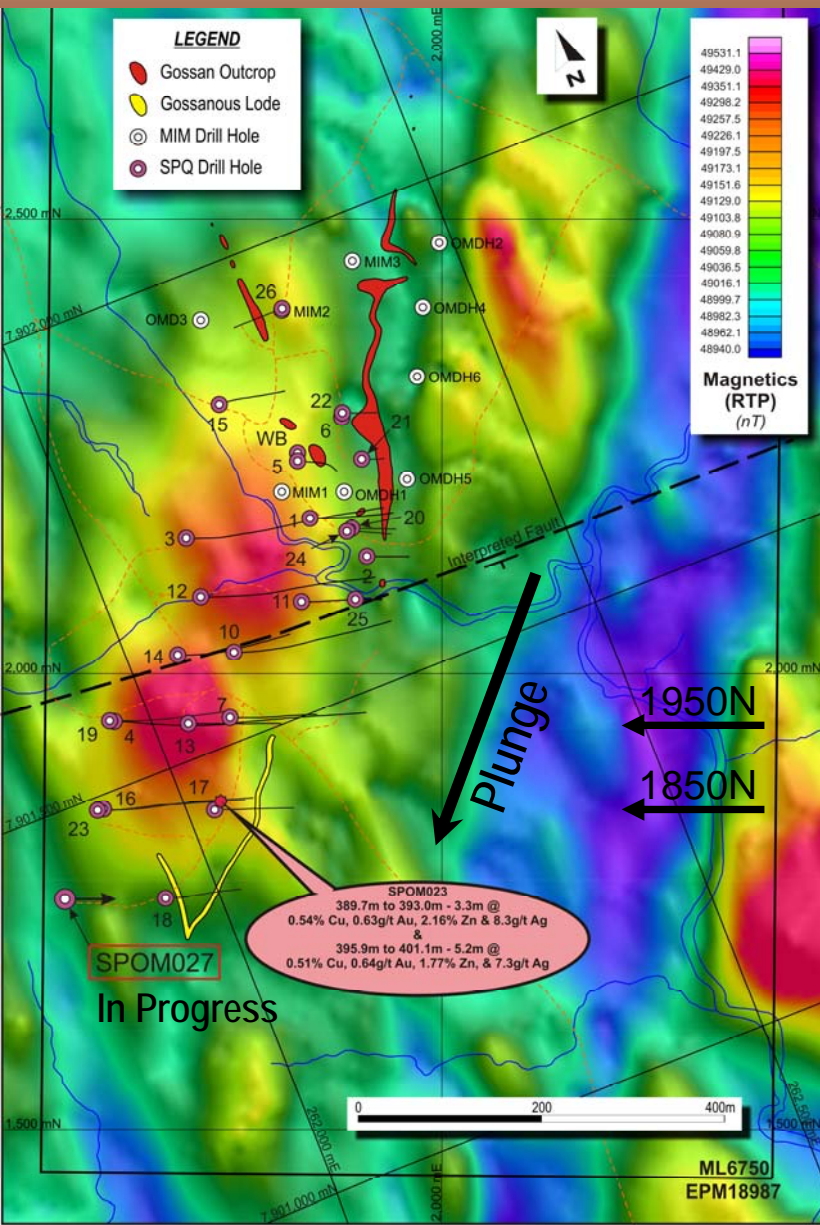 LEGEND
Gossan Outcrop
Gossanous Lode
MIM Drill Hole
SPQ Drill Hole
2,000 mE
N
49531.1
49429.0
49351.1
49298.2
49257.5
49226.1
49197.5
49173.1
49151.6
49129.0
49103.8
49080.9
49059.8
49036.5
49016.1
48999.7
48982.3
48962.1
48940.0
Magnetics
(RTP)
(nT)
2,500 mN
OMDH2
MIM3
26
MIM2
OMDH4
OMD3
7,902,000 mN
OMDH6
15
22
6
21
WB
5
OMDH5
MIM1
OMDH1
1
20
3
24
Interpreted Fault
2
12
11
25
10
14
2,000 mN
2,000 mN
7
19
4
13
1950N
Plunge
1850N
16
17
23
7,901,500 mN
18
SPOM023
389.7m to 393.0m - 3.3m @
0.54% Cu, 0.63g/t Au, 2.16% Zn & 8.3g/t Ag
&
395.9m to 401.1m - 5.2m @
0.51% Cu, 0.64g/t Au, 1.77% Zn, & 7.3g/t Ag
SPOM027
In Progress
0
200
400m
1,500 mN
1,500 mN
262,000 mE
262,500 mE
2,000 mE
7,901,000 mN
ML6750
EPM18987